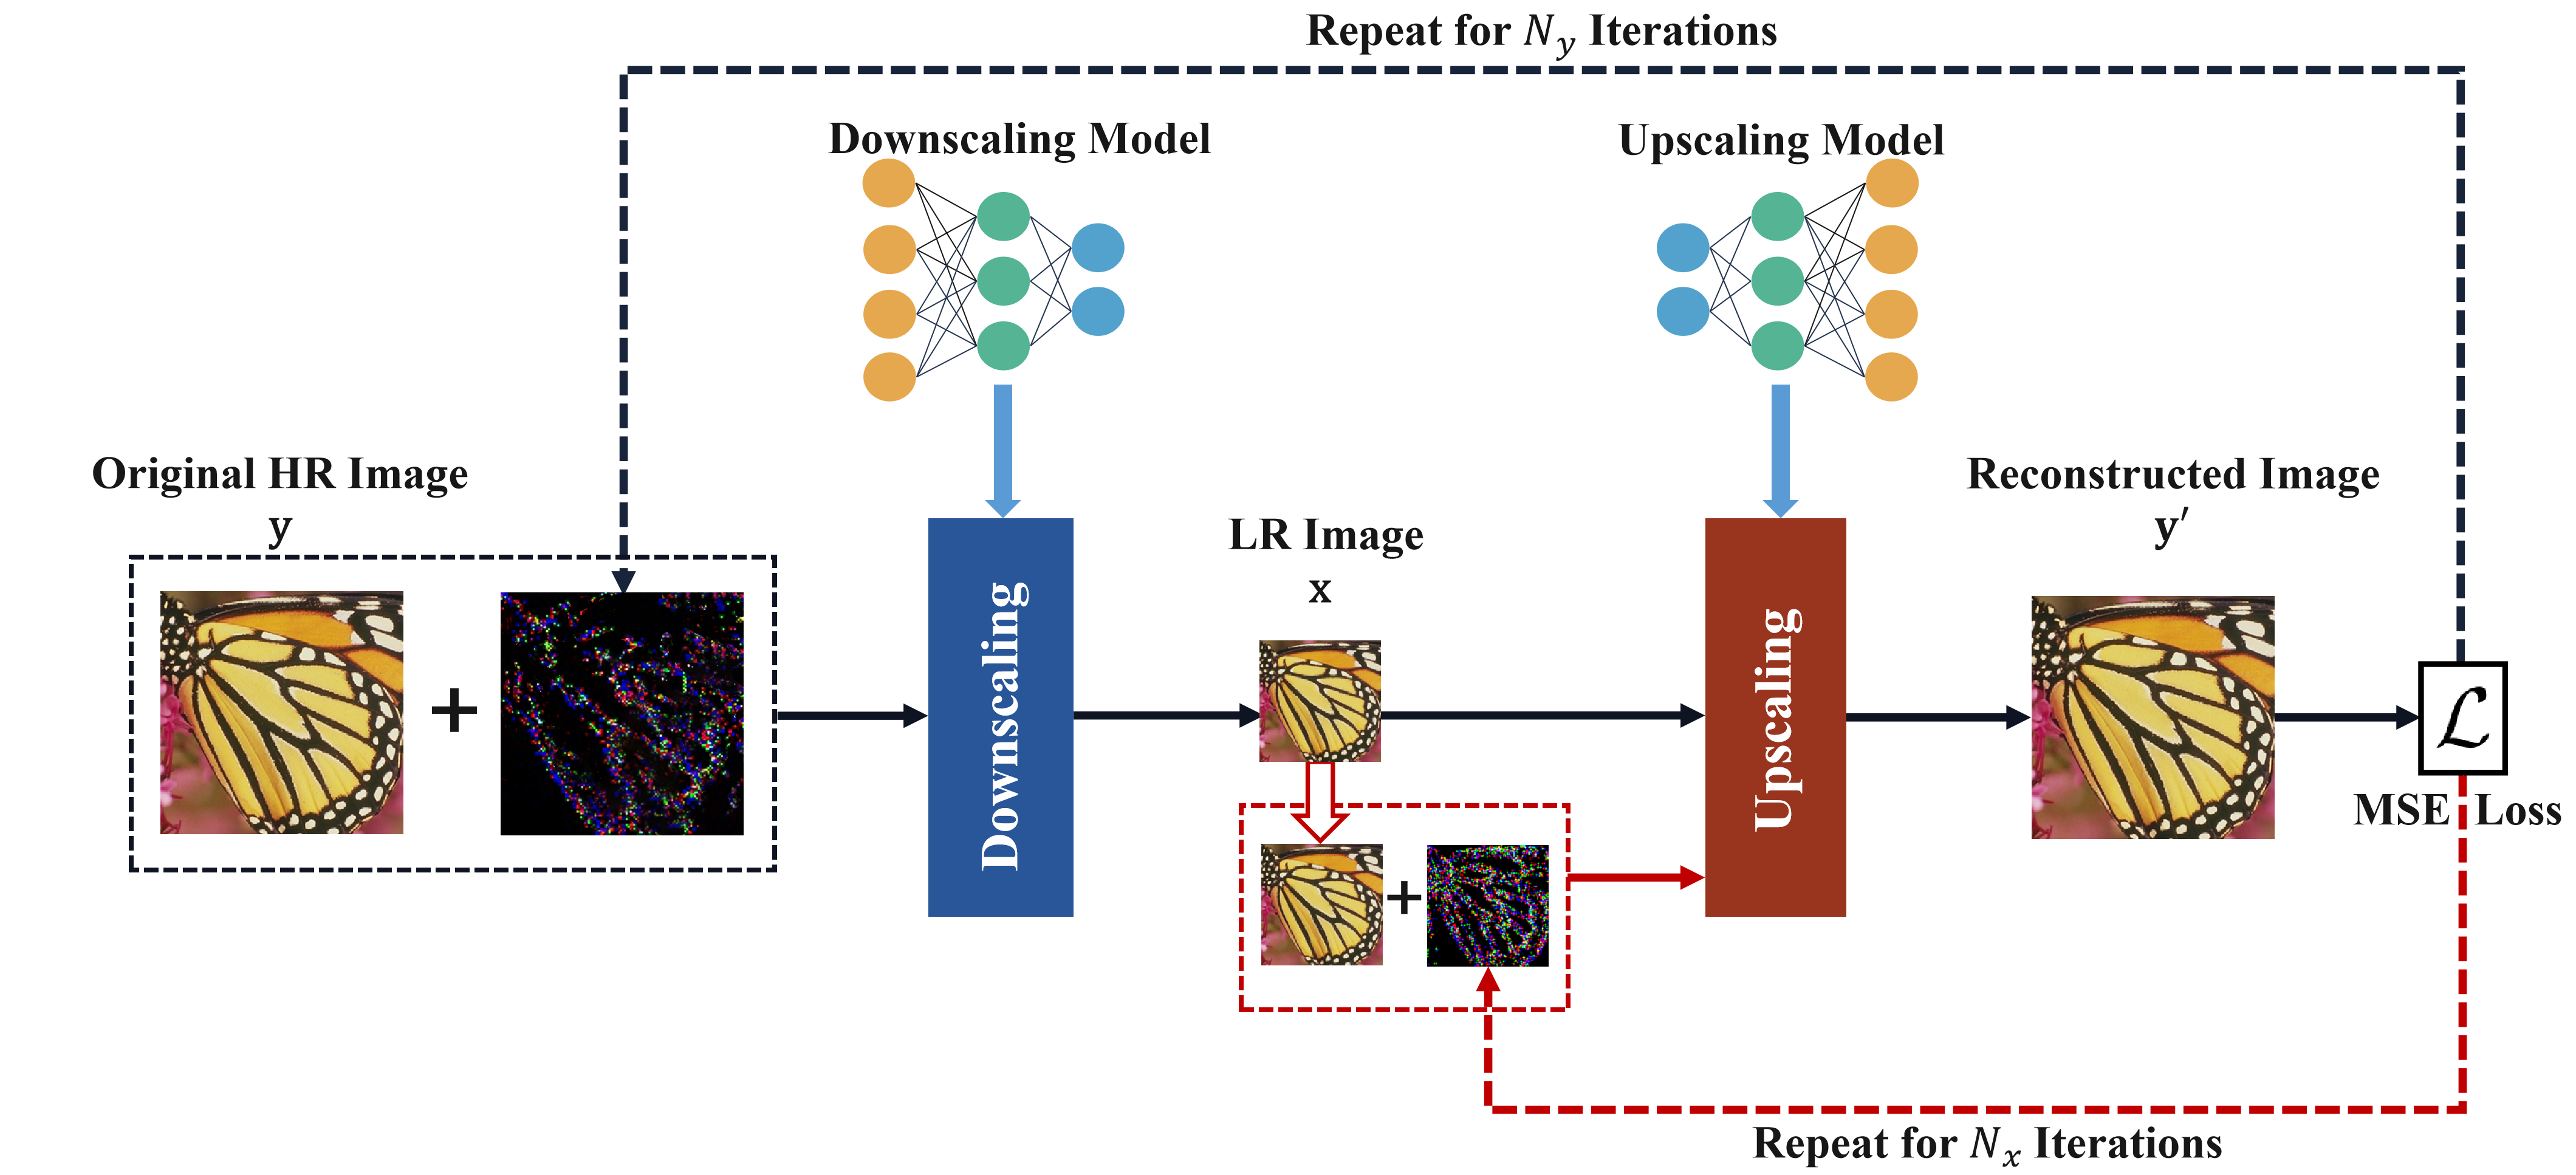 Repeat for N_y Iterations
Downscaling Model
Upscaling Model
Original HR Image
y
+
Downscaling
LR Image
x
+
Upscaling
Reconstructed Image
y′
ℒ
MSE Loss
Repeat for N_x Iterations